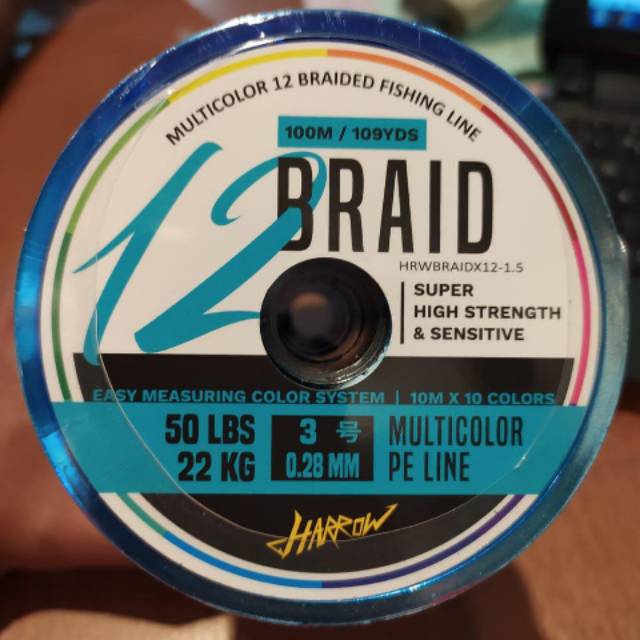 MULTICOLOR 12 BRAIDED FISHING LINE
100M / 109YDS
12 BRAID
HRWBRAIDX12-1.5
SUPER
HIGH STRENGTH
& SENSITIVE
EASY MEASURING COLOR SYSTEM | 10M X 10 COLORS
50 LBS
22 KG
3 号
0.28 MM
MULTICOLOR
PE LINE
HARROW